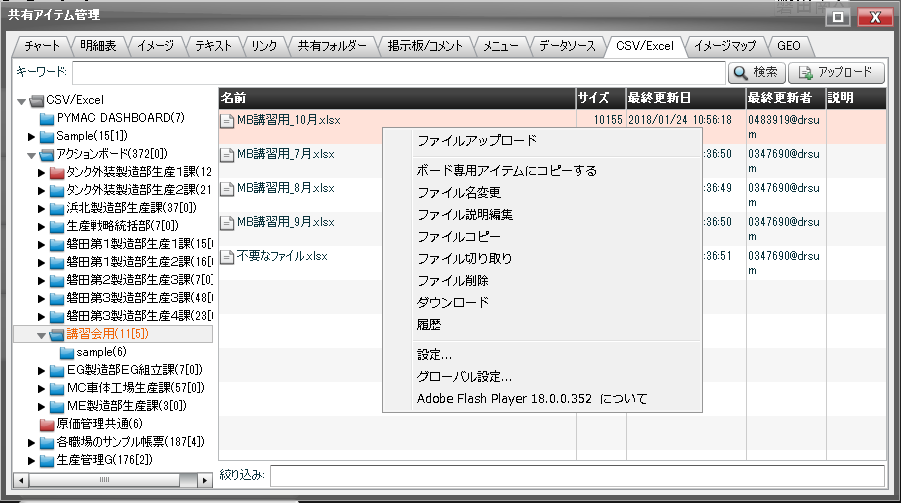 共有アイテム管理
X
チャート 明細表 イメージ テキスト リンク 共有フォルダー 掲示板/コメント メニュー データソース CSV/Excel イメージマップ GEO
キーワード: 検索 アップロード
CSV/Excel
PYMAC DASHBOARD(7)
Sample(15[1])
アクションボード(372[0])
タンク外装製造部生産1課(12
タンク外装製造部生産2課(21
浜北製造部生産課(37[0])
生産戦略統括部(7[0])
磐田第1製造部生産1課(15[
磐田第1製造部生産2課(16[
磐田第2製造部生産3課(7[0]
磐田第3製造部生産3課(48[
磐田第3製造部生産4課(23[
講習会用(11[5])
sample(6)
EG製造部EG組立課(7[0])
MC車体工場生産課(57[0])
ME製造部生産課(3[0])
原価管理共通(6)
各職場のサンプル帳票(187[4])
生産管理G(176[2])
名前 サイズ 最終更新日 最終更新者 説明
MB講習用_10月.xlsx 10155 2018/01/24 10:56:18 0483919@drsu
m
MB講習用_7月.xlsx :36:50 0347690@drsu
m
MB講習用_8月.xlsx :36:49 0347690@drsu
m
MB講習用_9月.xlsx :36:50 0347690@drsu
m
不要なファイル.xlsx :36:51 0347690@drsu
m
ファイルアップロード
ボード専用アイテムにコピーする
ファイル名変更
ファイル説明編集
ファイルコピー
ファイル切り取り
ファイル削除
ダウンロード
履歴
設定...
グローバル設定...
Adobe Flash Player 18.0.0.352 について
絞り込み: